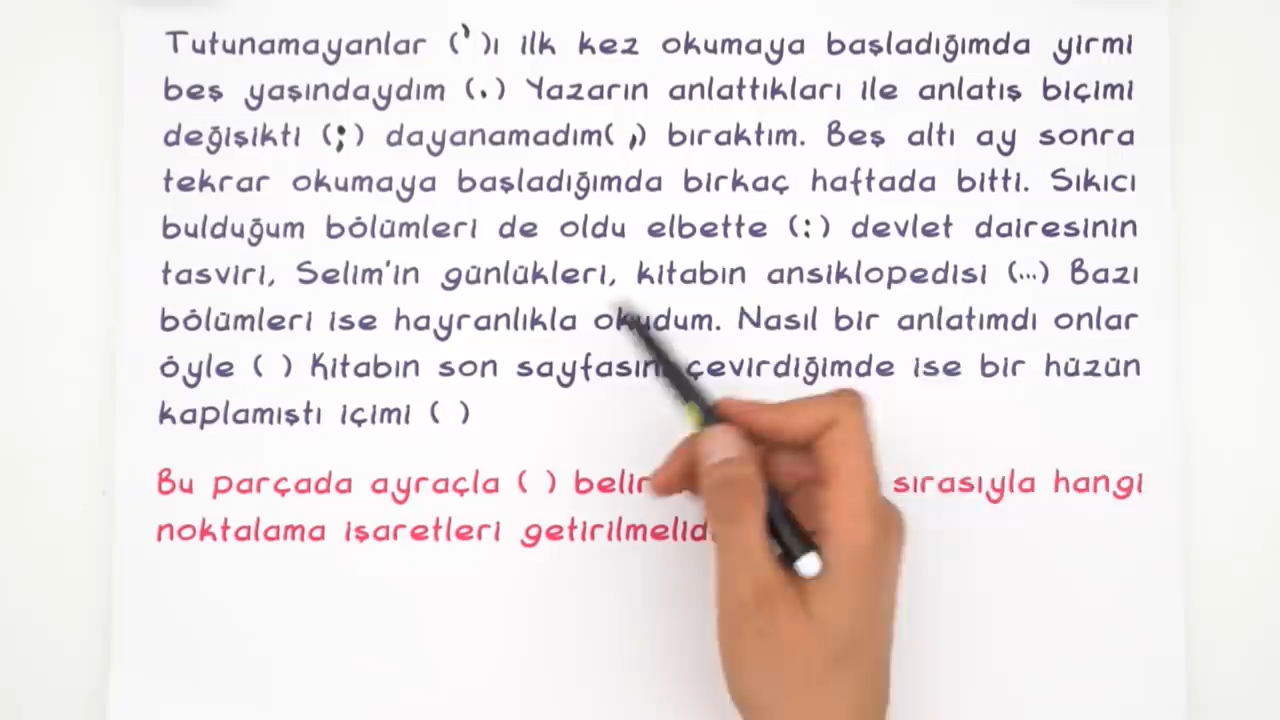 Tutunamayanlar (')ı ilk kez okumaya başladığımda yirmi
beş yaşındaydım (.) Yazarın anlattıkları ile anlatış biçimi
değişikti (;) dayanamadım( ,) bıraktım. Beş altı ay sonra
tekrar okumaya başladığımda birkaç haftada bitti. Sıkıcı
bulduğum bölümleri de oldu elbette (:) devlet dairesinin
tasviri, Selim'in günlükleri, kitabın ansiklopedisi (...) Bazı
bölümleri ise hayranlıkla okudum. Nasıl bir anlatımdı onlar
öyle ( ) Kitabın son sayfasını çevirdiğimde ise bir hüzün
kaplamıştı içimi ( )
Bu parçada ayraçla ( ) sırasıyla hangi
noktalama işaretleri